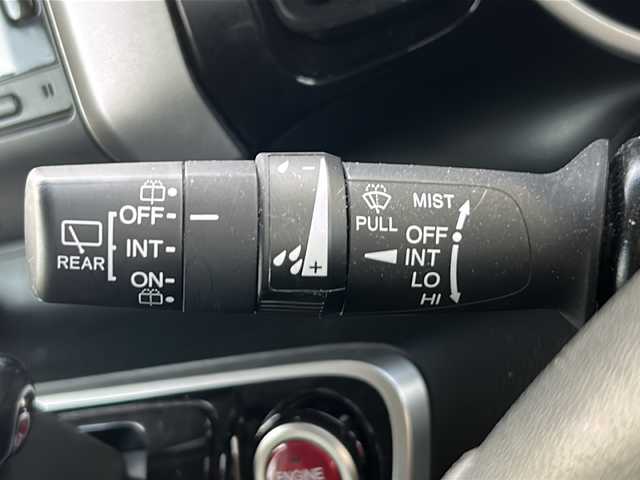 OFF
INT
ON
REAR
-
+
PULL
MIST
OFF
INT
LO
HI
ENGINE